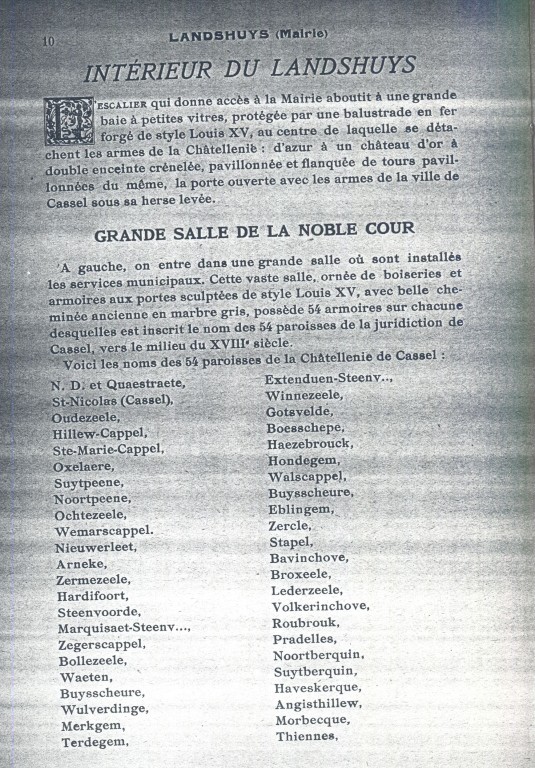 10
LANDSHUYS (Mairie)
INTÉRIEUR DU LANDSHUYS
L'ESCALIER qui donne accès à la Mairie aboutit à une grande
baie à petites vitres, protégée par une balustrade en fer
forgé de style Louis XV, au centre de laquelle se déta-
chent les armes de la Châtellenie : d'azur à un château d'or à
double enceinte crénelée, pavillonnée et flanquée de tours pavil-
lonnées du même, la porte ouverte avec les armes de la ville de
Cassel sous sa herse levée.
GRANDE SALLE DE LA NOBLE COUR
A gauche, on entre dans une grande salle où sont installés
les services municipaux. Cette vaste salle, ornée de boiseries et
armoires aux portes sculptées de style Louis XV, avec belle che-
minée ancienne en marbre gris, possède 54 armoires sur chacune
desquelles est inscrit le nom des 54 paroisses de la juridiction de
Cassel, vers le milieu du XVIIIe siècle.
Voici les noms des 54 paroisses de la Châtellenie de Cassel :
N. D. et Quaestraete,
St-Nicolas (Cassel),
Oudezeele,
Hillew-Cappel,
Ste-Marie-Cappel,
Oxelaere,
Suytpeene,
Noortpeene,
Ochtezeele,
Wemarscappel.
Nieuwerleet,
Arneke,
Zermezeele,
Hardifoort,
Steenvoorde,
Marquisaet-Steenv...,
Zegerscappel,
Bollezeele,
Waeten,
Buysscheure,
Wulverdinge,
Merkgem,
Terdegem,
Extenduen-Steenv..,
Winnezeele,
Gotsvelde,
Boesschepe,
Haezebrouck,
Hondegem,
Walscappel,
Buysscheure,
Eblingem,
Zercle,
Stapel,
Bavinchove,
Broxeele,
Lederzeele,
Volkerinchove,
Roubrouk,
Pradelles,
Noortberquin,
Suytberquin,
Haveskerque,
Angisthillew,
Morbecque,
Thiennes,